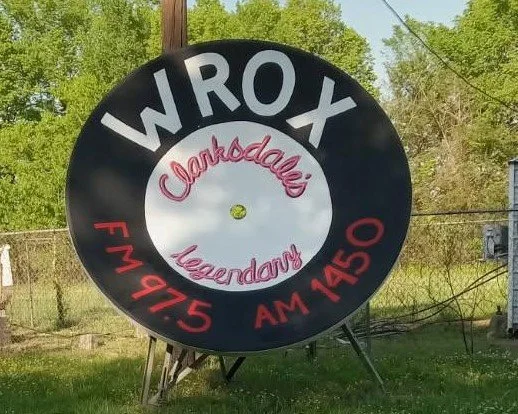 WROX
Clarksdale's
Legendary
FM 97.5
AM 1450